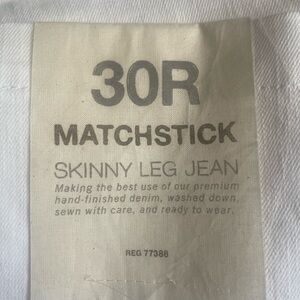 30R
MATCHSTICK
SKINNY LEG JEAN
Making the best use of our premium
hand-finished denim, washed down,
sewn with care, and ready to wear.
REG 77388